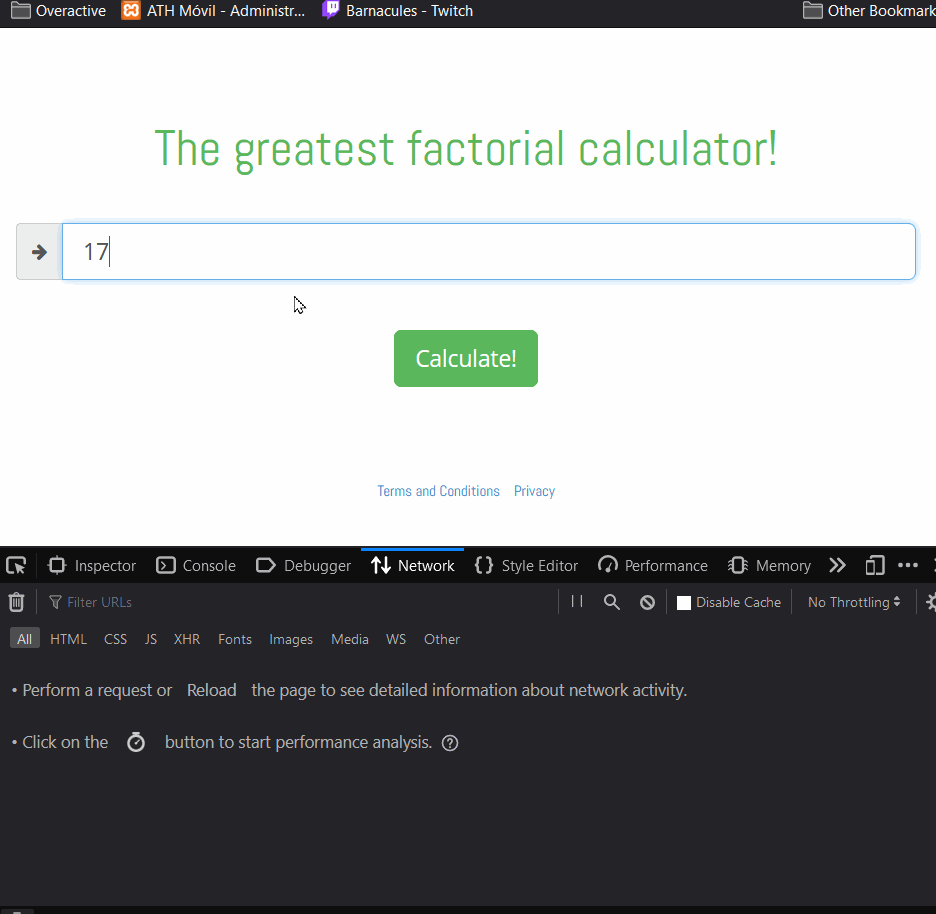 Overactive ATH Móvil - Administr... Barnacules - Twitch Other Bookmark
The greatest factorial calculator!
17
Calculate!
Terms and Conditions Privacy
Inspector Console Debugger Network Style Editor Performance Memory
Filter URLs Disable Cache No Throttling
All HTML CSS JS XHR Fonts Images Media WS Other
• Perform a request or Reload the page to see detailed information about network activity.
• Click on the button to start performance analysis.